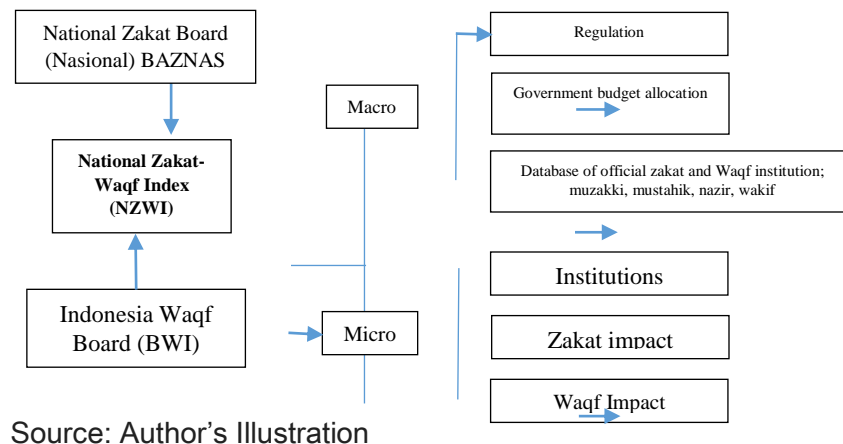 National Zakat Board
(Nasional) BAZNAS
National Zakat-
Waqf Index
(NZWI)
Indonesia Waqf
Board (BWI)
Macro
Micro
Regulation
Government budget allocation
Database of official zakat and Waqf institution;
muzakki, mustahik, nazir, wakif
Institutions
Zakat impact
Waqf Impact
Source: Author's Illustration